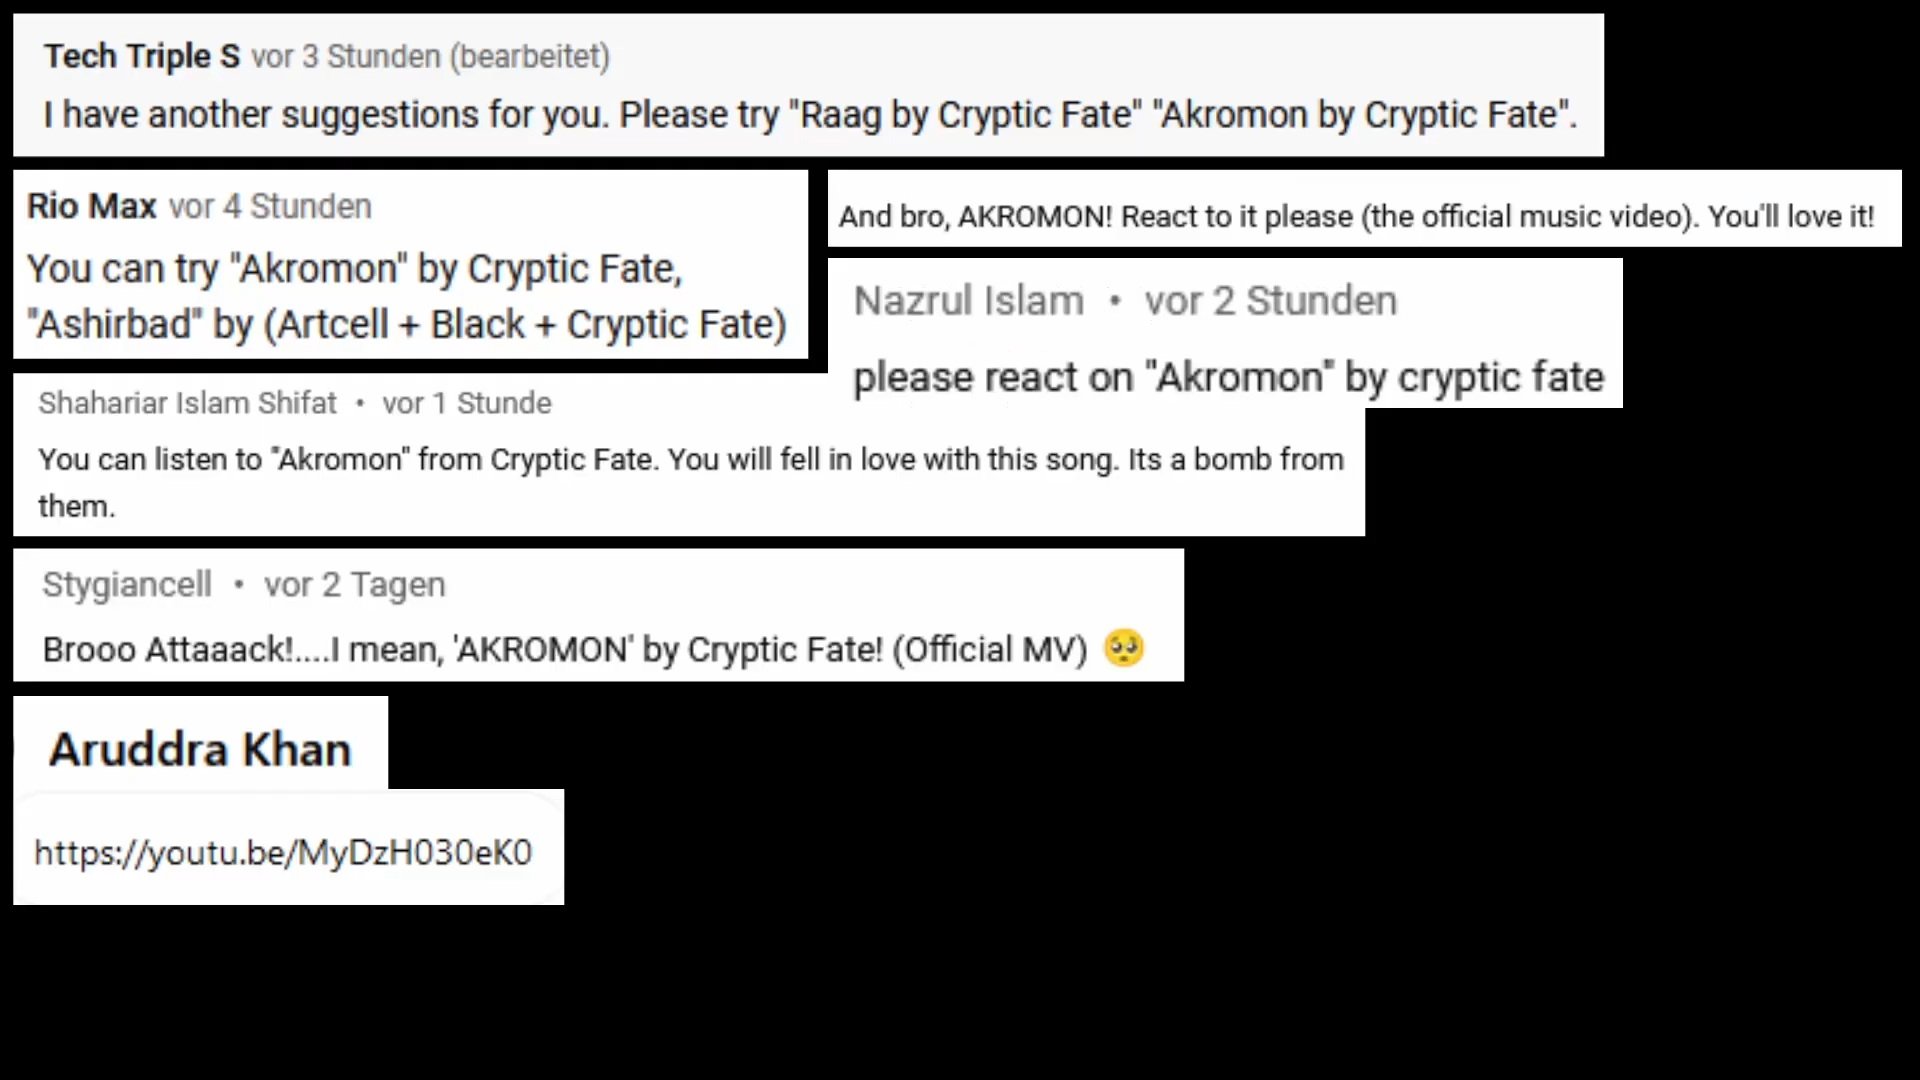 Tech Triple S vor 3 Stunden (bearbeitet)
I have another suggestions for you. Please try "Raag by Cryptic Fate" "Akromon by Cryptic Fate".
Rio Max vor 4 Stunden
You can try "Akromon" by Cryptic Fate,
"Ashirbad" by (Artcell + Black + Cryptic Fate)
And bro, AKROMON! React to it please (the official music video). You'll love it!
Nazrul Islam • vor 2 Stunden
please react on "Akromon" by cryptic fate
Shahariar Islam Shifat • vor 1 Stunde
You can listen to "Akromon" from Cryptic Fate. You will fell in love with this song. Its a bomb from
them.
Stygiancell • vor 2 Tagen
Brooo Attaaack!....I mean, 'AKROMON' by Cryptic Fate! (Official MV) 🥺
Aruddra Khan
https://youtu.be/MyDzH030eK0